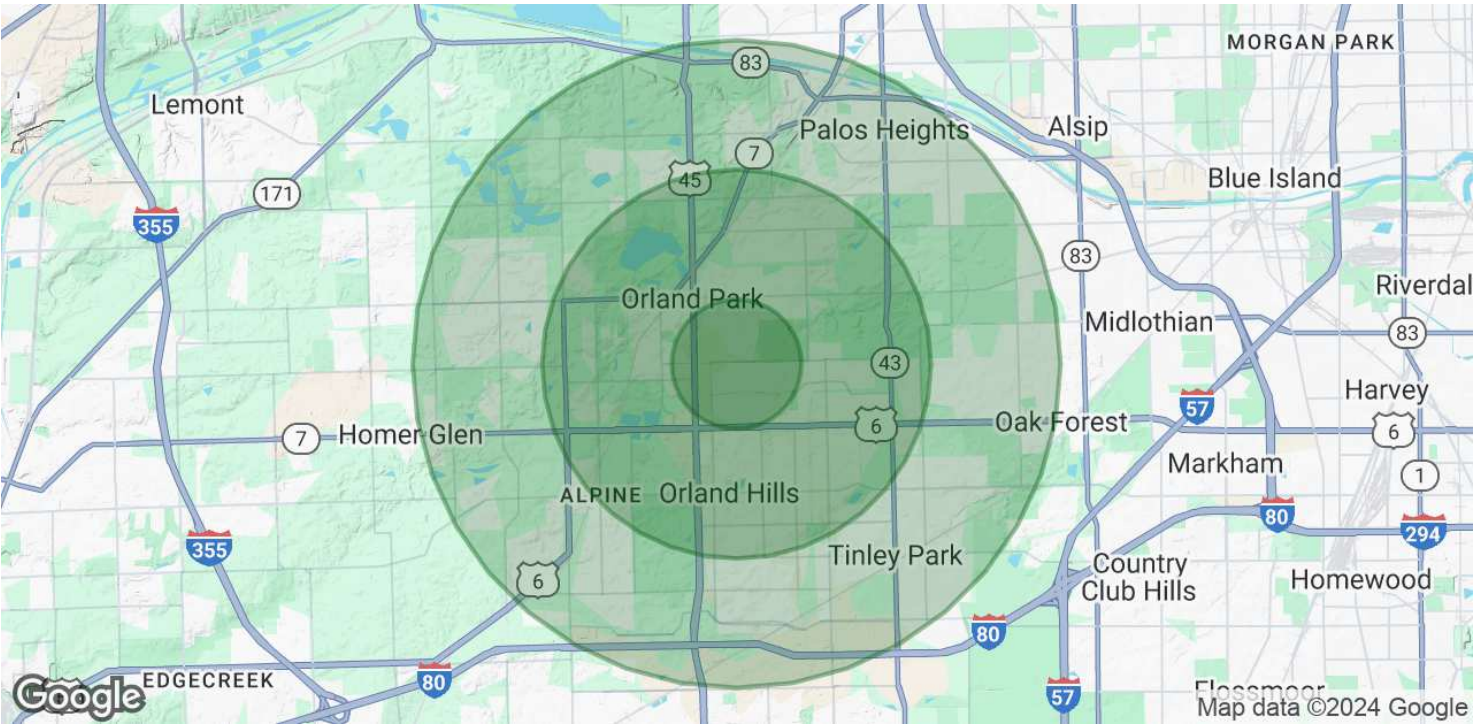 MORGAN PARK
83
Lemont
Palos Heights
Alsip
7
45
171
Blue Island
355
83
Riverdal
Orland Park
Midlothian
83
43
Harvey
57
6
Oak Forest
6
7
Homer Glen
Markham
1
ALPINE
Orland Hills
80
294
355
Tinley Park
Country
Club Hills
6
Homewood
80
EDGECREEK
80
57
Flossmoor
Google
Map data ©2024 Google